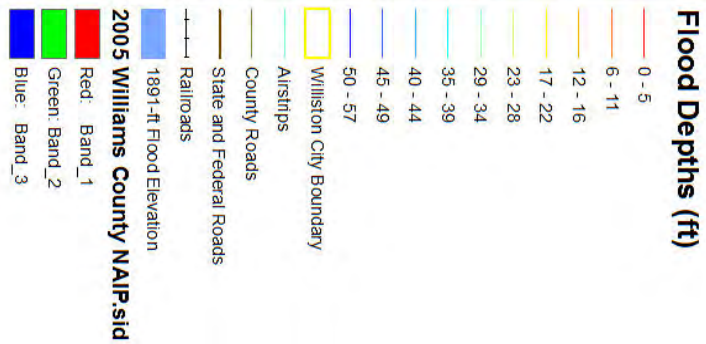 Flood Depths (ft)
0 - 5
6 - 11
12 - 16
17 - 22
23 - 28
29 - 34
35 - 39
40 - 44
45 - 49
50 - 57
Williston City Boundary
Airstrips
County Roads
State and Federal Roads
Railroads
1891-ft Flood Elevation
2005 Williams County NAIP.sid
Red: Band_1
Green: Band_2
Blue: Band_3